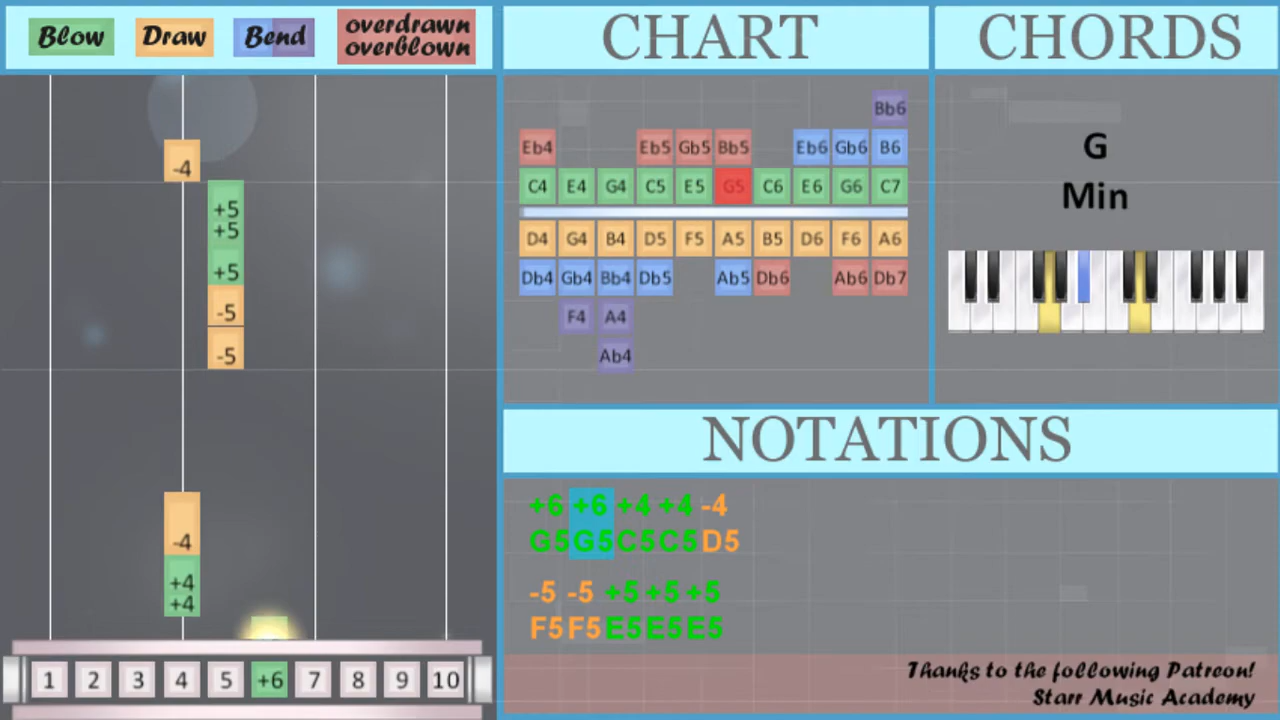 Blow Draw Bend overdrawn
overblown
CHART
CHORDS
-4
+5
+5
+5
-5
-5
-4
+4
+4
1 2 3 4 5 +6 7 8 9 10
Bb6
Eb4 Eb5 Gb5 Bb5 Eb6 Gb6 B6
C4 E4 G4 C5 E5 G5 C6 E6 G6 C7
D4 G4 B4 D5 F5 A5 B5 D6 F6 A6
Db4 Gb4 Bb4 Db5 Ab5 Db6 Ab6 Db7
F4 A4
Ab4
G
Min
NOTATIONS
+6 +6 +4 +4 -4
G5 G5 C5 C5 D5
-5 -5 +5 +5 +5
F5 F5 E5 E5 E5
Thanks to the following Patreon!
Starr Music Academy